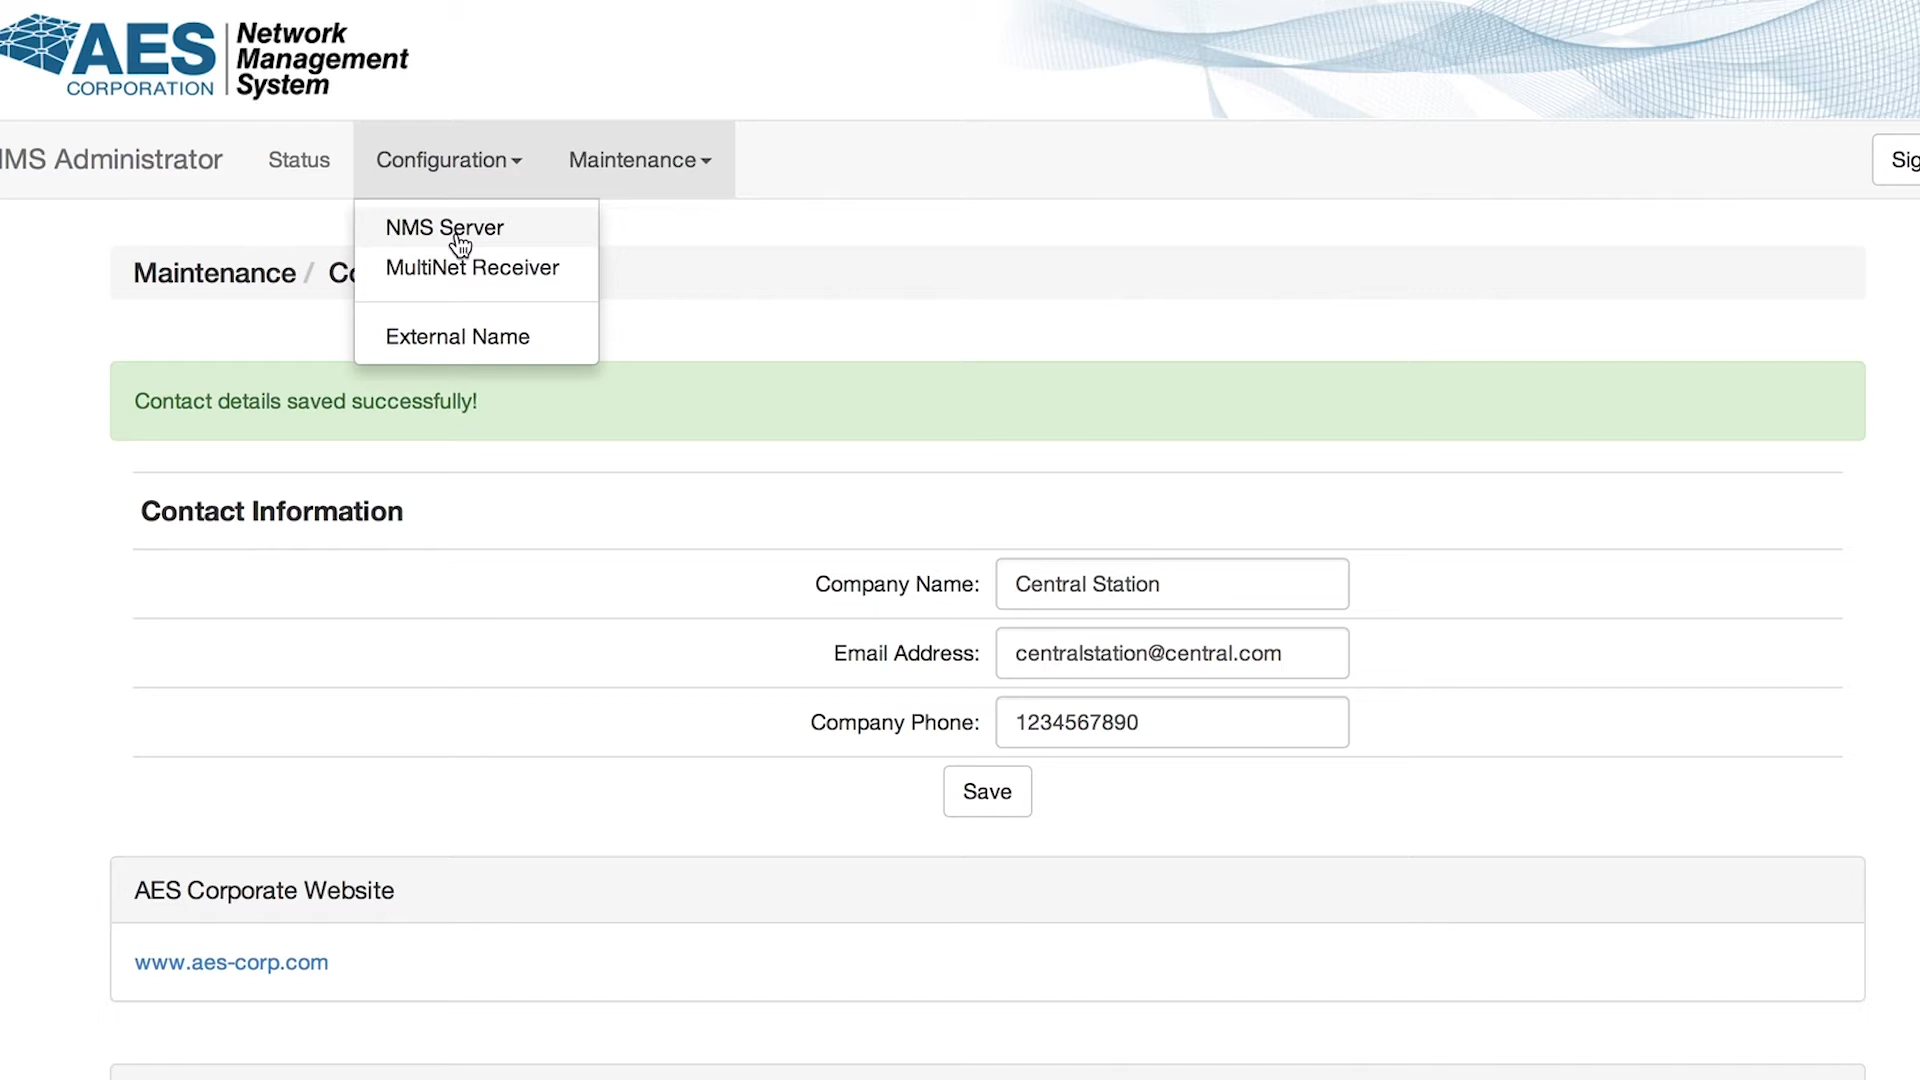 AES
CORPORATION
Network
Management
System
MS Administrator
Status
Configuration
Maintenance
Sig
NMS Server
MultiNet Receiver
External Name
Maintenance / Co
Contact details saved successfully!
Contact Information
Company Name: Central Station
Email Address: centralstation@central.com
Company Phone: 1234567890
Save
AES Corporate Website
www.aes-corp.com